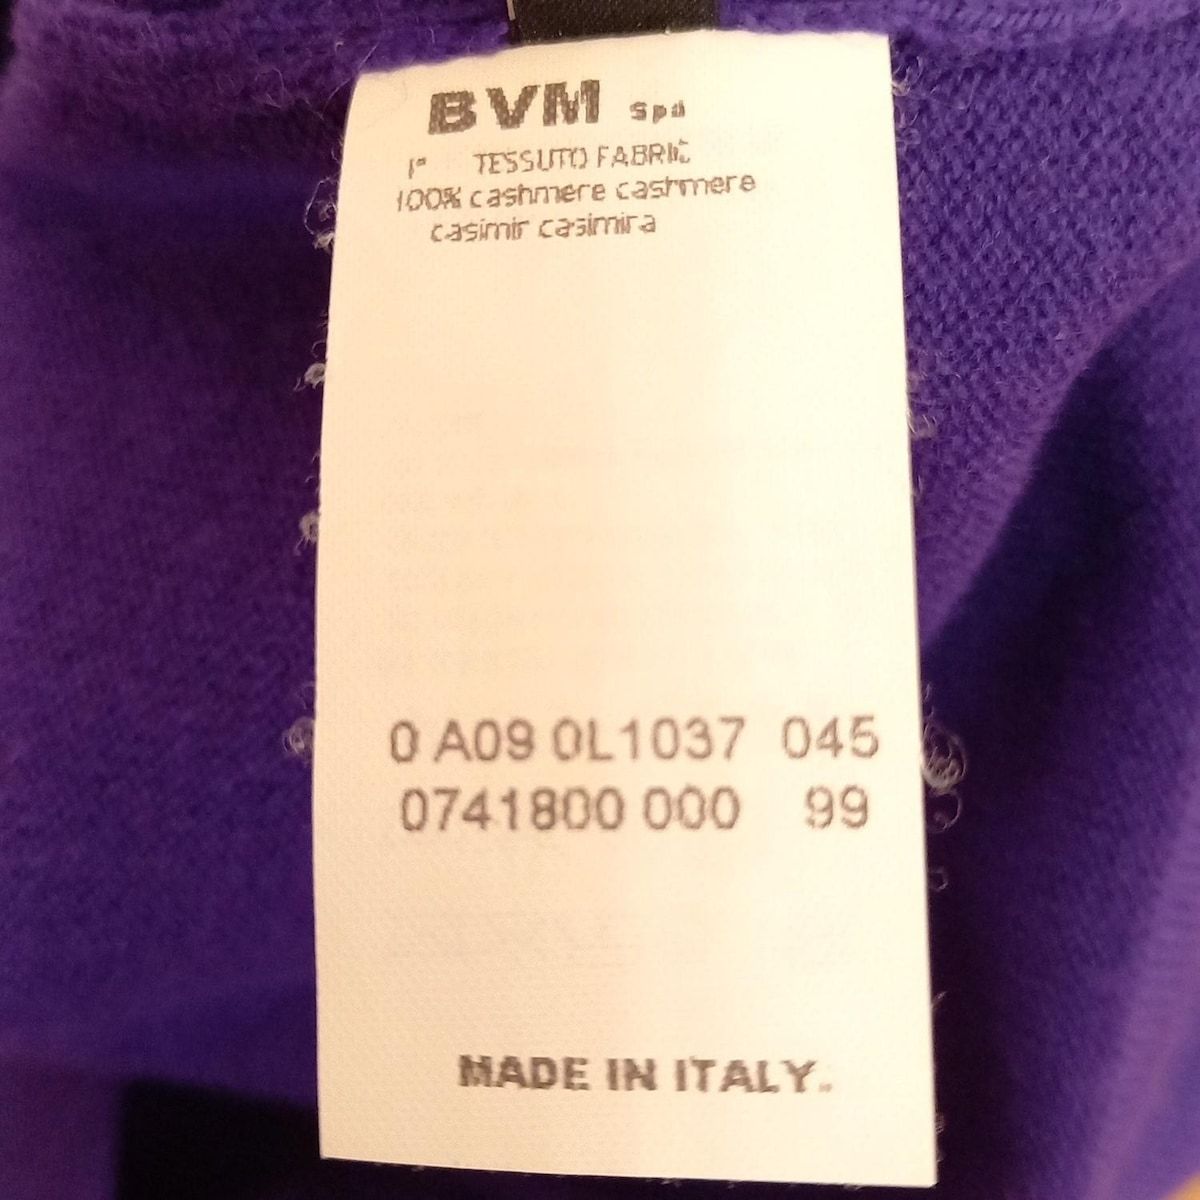 BVM Spa
1° TESSUTO FABRIC
100% cashmere cashmere
casimir casimira
0 A09 0L1037 045
0741800 000 99
MADE IN ITALY.